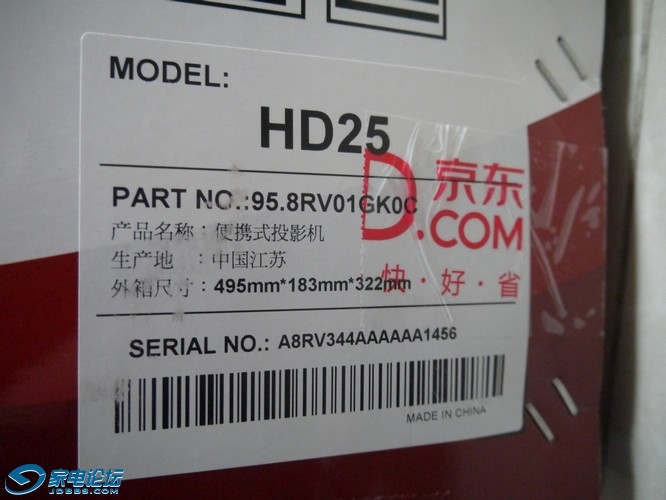 MODEL:
HD25
PART NO.:95.8RV01GK0C
产品名称：便携式投影机
生产地　：中国江苏
外箱尺寸：495mm*183mm*322mm
京东
JD.COM
快·好·省
SERIAL NO.: A8RV344AAAAAA1456
MADE IN CHINA
家电论坛
JDBBS.COM